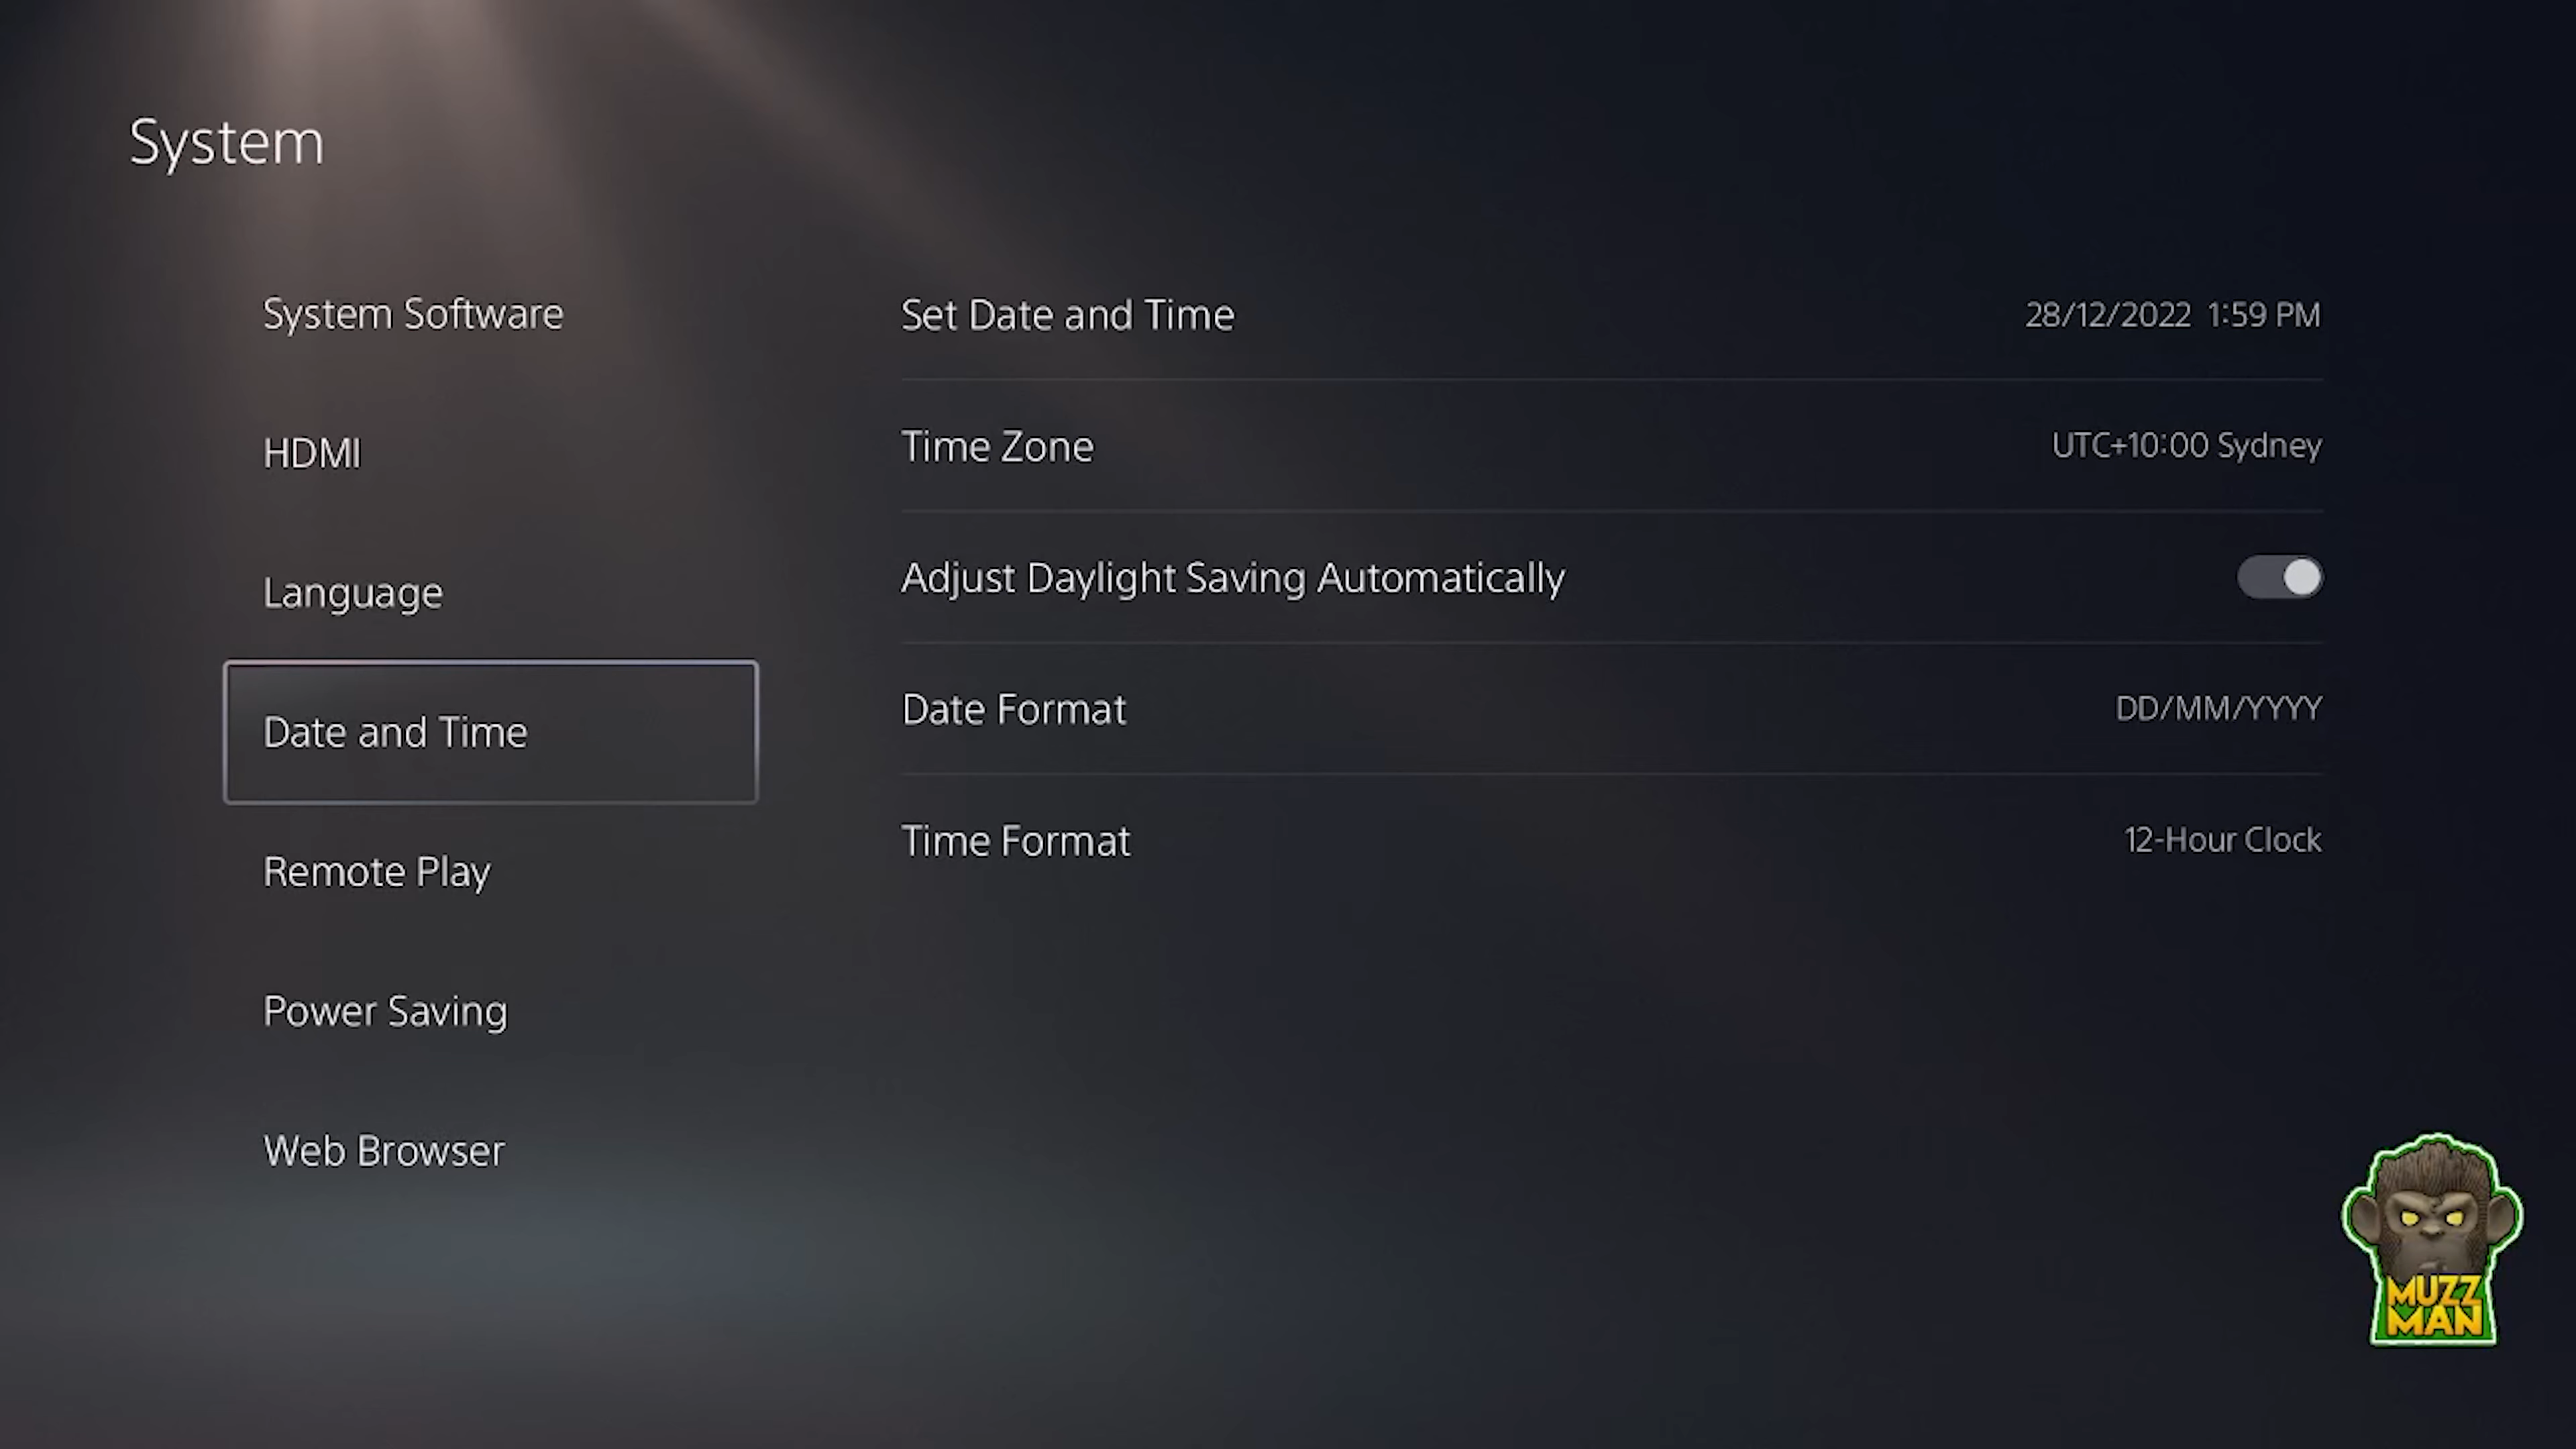 System
System Software
HDMI
Language
Date and Time
Remote Play
Power Saving
Web Browser
Set Date and Time 28/12/2022 1:59 PM
Time Zone UTC+10:00 Sydney
Adjust Daylight Saving Automatically
Date Format DD/MM/YYYY
Time Format 12-Hour Clock
MUZZ
MAN